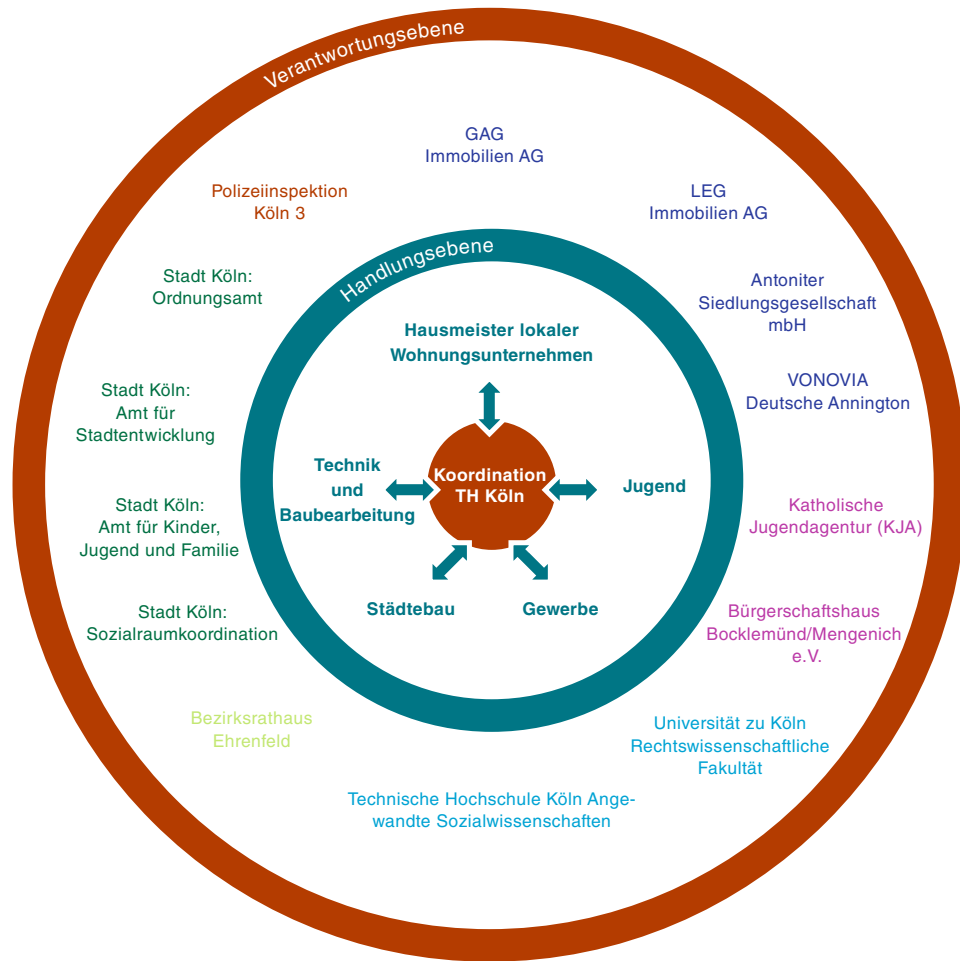 Verantwortungsebene
GAG
Immobilien AG
Polizeiinspektion
Köln 3
LEG
Immobilien AG
Handlungsebene
Stadt Köln:
Ordnungsamt
Antoniter
Siedlungsgesellschaft
mbH
Hausmeister lokaler
Wohnungsunternehmen
VONOVIA
Deutsche Annington
Stadt Köln:
Amt für
Stadtentwicklung
Technik
und
Baubearbeitung
Koordination
TH Köln
Jugend
Stadt Köln:
Amt für Kinder,
Jugend und Familie
Katholische
Jugendagentur (KJA)
Städtebau
Gewerbe
Stadt Köln:
Sozialraumkoordination
Bürgerschaftshaus
Bocklemünd/Mengenich
e.V.
Bezirksrathaus
Ehrenfeld
Universität zu Köln
Rechtswissenschaftliche
Fakultät
Technische Hochschule Köln Ange-
wandte Sozialwissenschaften